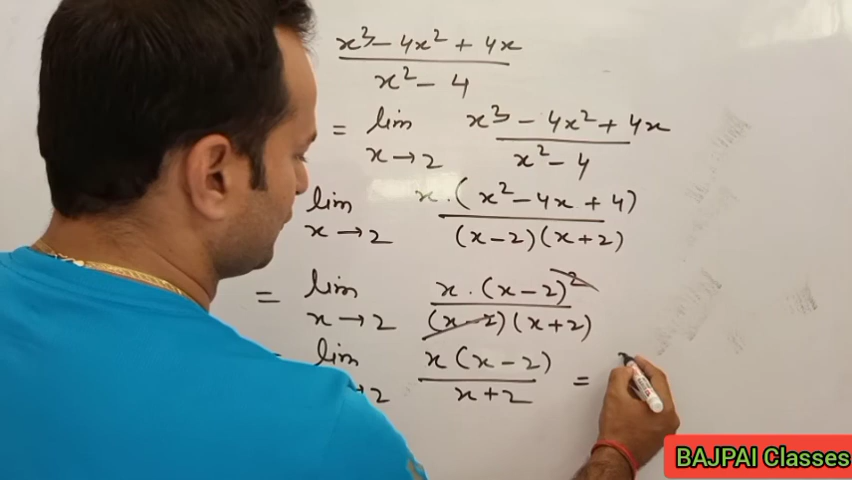 x³ - 4x² + 4x
x² - 4
= lim x³ - 4x² + 4x
x→2 x² - 4
lim x.(x² - 4x + 4)
x→2 (x-2)(x+2)
= lim x.(x-2)²
x→2 (x-2)(x+2)
lim x(x-2)
→2 x+2 =
BAJPAI Classes